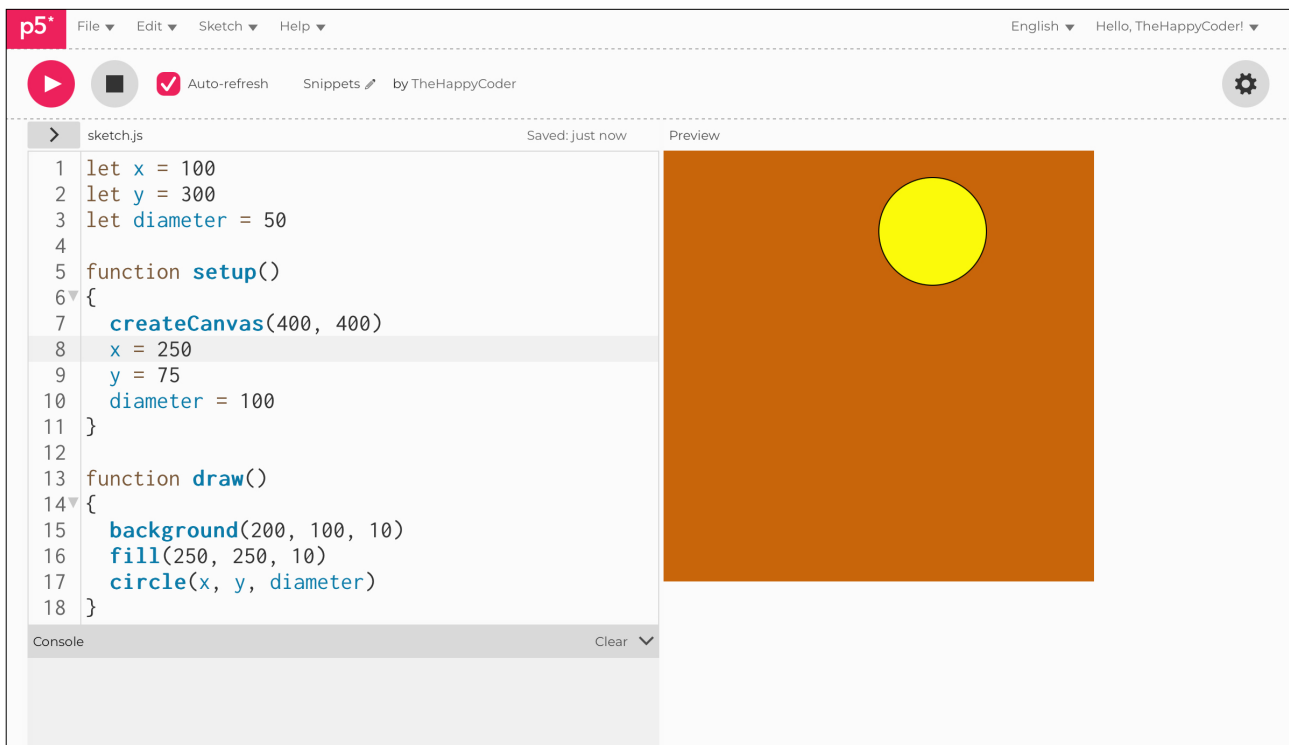 p5* File Edit Sketch Help English Hello, TheHappyCoder!
Auto-refresh Snippets by TheHappyCoder
sketch.js Saved: just now Preview
1 let x = 100
2 let y = 300
3 let diameter = 50
4
5 function setup()
6 {
7 createCanvas(400, 400)
8 x = 250
9 y = 75
10 diameter = 100
11 }
12
13 function draw()
14 {
15 background(200, 100, 10)
16 fill(250, 250, 10)
17 circle(x, y, diameter)
18 }
Console Clear